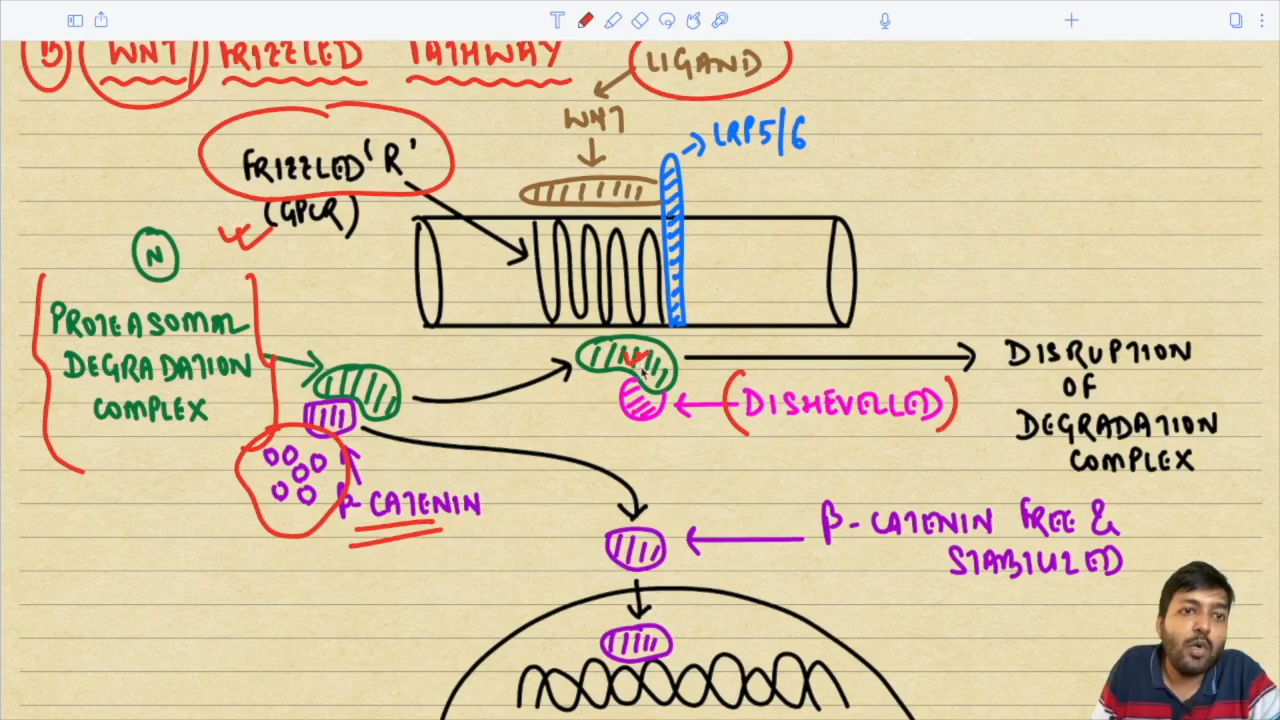 B) WNT FRIZZLED PATHWAY
LIGAND
WNT
LRP5/6
FRIZZLED 'R'
(GPCR)
N
PROTEASOMAL
DEGRADATION
COMPLEX
β-CATENIN
(DISHEVELLED)
DISRUPTION
OF
DEGRADATION
COMPLEX
β-CATENIN FREE &
STABILIZED